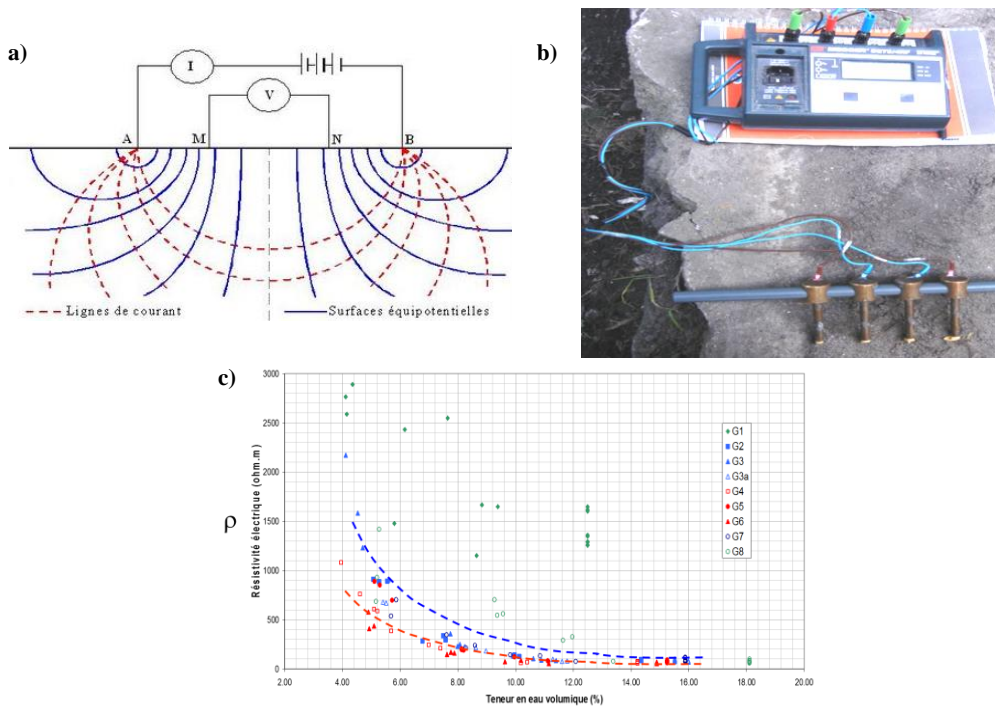 a)
I
V
A M N B
Lignes de courant
Surfaces équipotentielles
b)
c)
3000
2500
2000
1500
1000
500
0
ρ
Résistivité électrique (ohm.m)
G1
G2
G3
G3a
G4
G5
G6
G7
G8
2.00 4.00 6.00 8.00 10.00 12.00 14.00 16.00 18.00 20.00
Teneur en eau volumique (%)